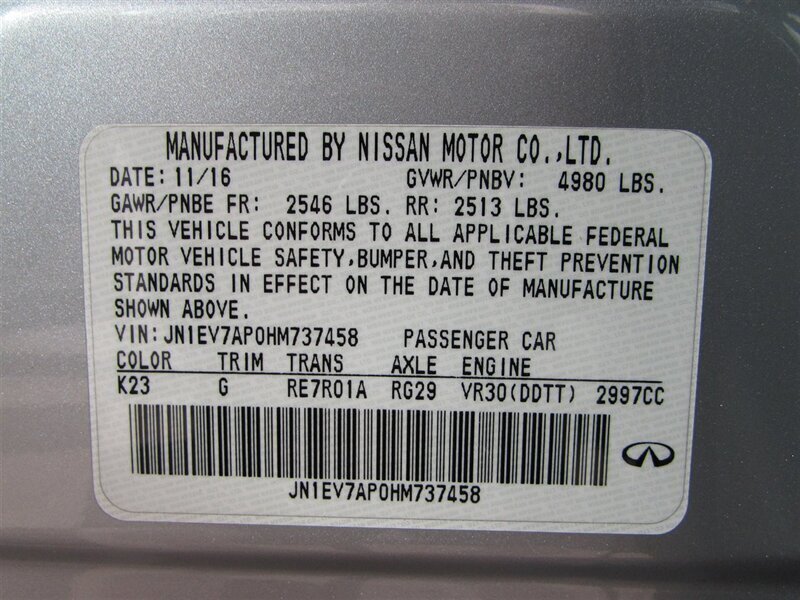 MANUFACTURED BY NISSAN MOTOR CO.,LTD.
DATE: 11/16 GVWR/PNBV: 4980 LBS.
GAWR/PNBE FR: 2546 LBS. RR: 2513 LBS.
THIS VEHICLE CONFORMS TO ALL APPLICABLE FEDERAL
MOTOR VEHICLE SAFETY,BUMPER,AND THEFT PREVENTION
STANDARDS IN EFFECT ON THE DATE OF MANUFACTURE
SHOWN ABOVE.
VIN: JN1EV7AP0HM737458 PASSENGER CAR
COLOR TRIM TRANS AXLE ENGINE
K23 G RE7R01A RG29 VR30(DDTT) 2997CC
JN1EV7AP0HM737458